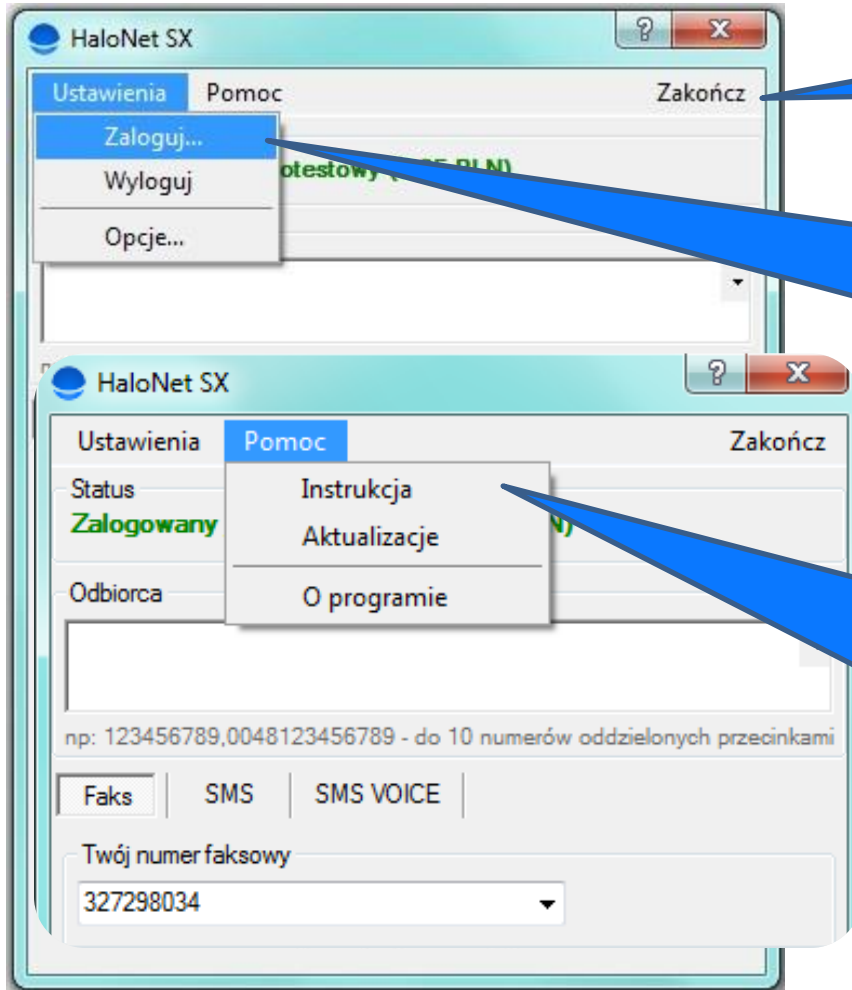 HaloNet SX
Ustawienia Pomoc Zakończ
Zaloguj...
Wyloguj
Opcje...
HaloNet SX
Ustawienia Pomoc Zakończ
Status
Zalogowany
Instrukcja
Aktualizacje
O programie
Odbiorca
np: 123456789,0048123456789 - do 10 numerów oddzielonych przecinkami
Faks SMS SMS VOICE
Twój numer faksowy
327298034